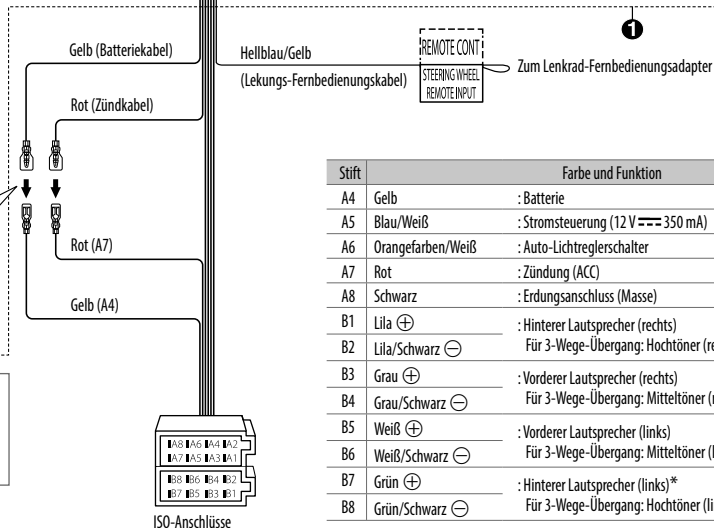 ❶
Gelb (Batteriekabel)
Rot (Zündkabel)
Hellblau/Gelb
(Lekungs-Fernbedienungskabel)
REMOTE CONT
STEERING WHEEL
REMOTE INPUT
Zum Lenkrad-Fernbedienungsadapter
Rot (A7)
Gelb (A4)
Stift Farbe und Funktion
A4 Gelb : Batterie
A5 Blau/Weiß : Stromsteuerung (12 V ⎓ 350 mA)
A6 Orangefarben/Weiß : Auto-Lichtreglerschalter
A7 Rot : Zündung (ACC)
A8 Schwarz : Erdungsanschluss (Masse)
B1 Lila ⊕ : Hinterer Lautsprecher (rechts)
B2 Lila/Schwarz ⊖ Für 3-Wege-Übergang: Hochtöner
B3 Grau ⊕ : Vorderer Lautsprecher (rechts)
B4 Grau/Schwarz ⊖ Für 3-Wege-Übergang: Mitteltöner
B5 Weiß ⊕ : Vorderer Lautsprecher (links)
B6 Weiß/Schwarz ⊖ Für 3-Wege-Übergang: Mitteltöner
B7 Grün ⊕ : Hinterer Lautsprecher (links)*
B8 Grün/Schwarz ⊖ Für 3-Wege-Übergang: Hochtöner
A8 A6 A4 A2
A7 A5 A3 A1
B8 B6 B4 B2
B7 B5 B3 B1
ISO-Anschlüsse